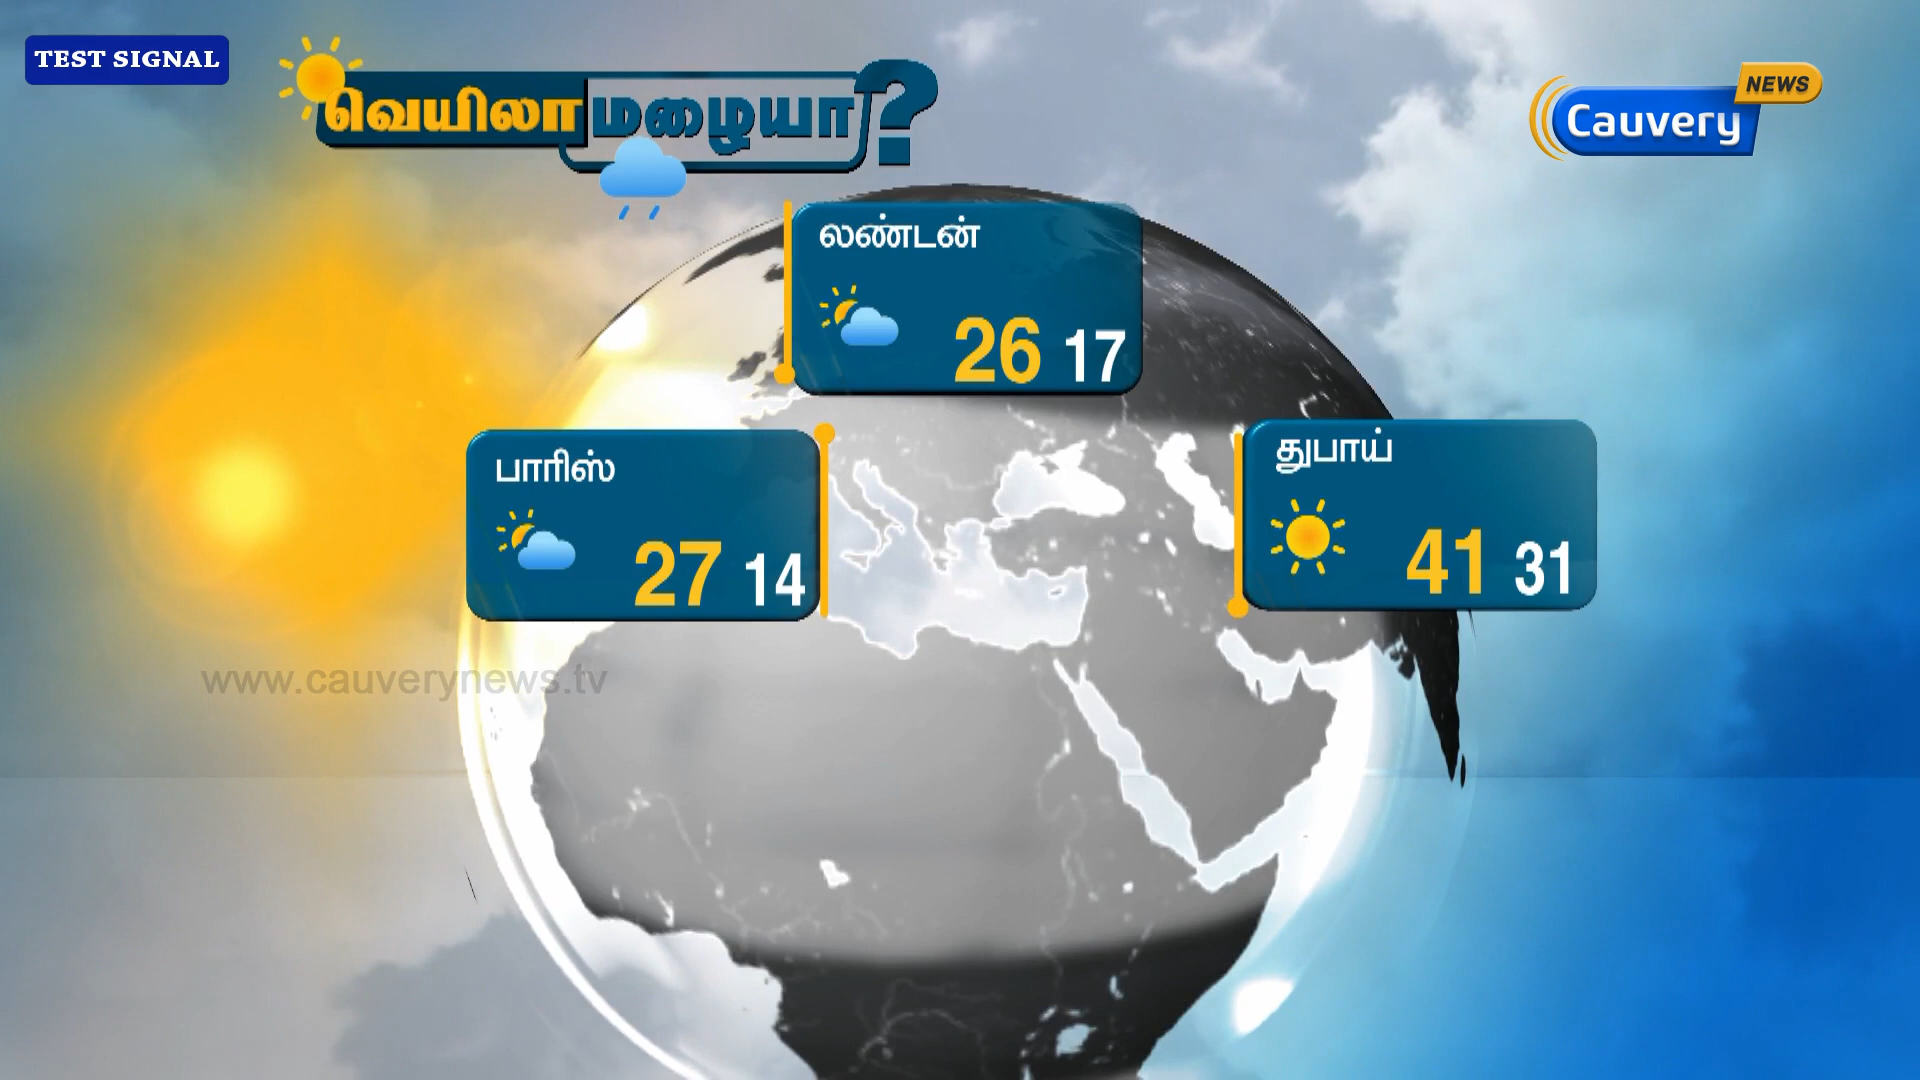 TEST SIGNAL
வெயிலா மழையா?
NEWS
Cauvery
லண்டன்
26 17
பாரிஸ்
27 14
துபாய்
41 31
www.cauverynews.tv